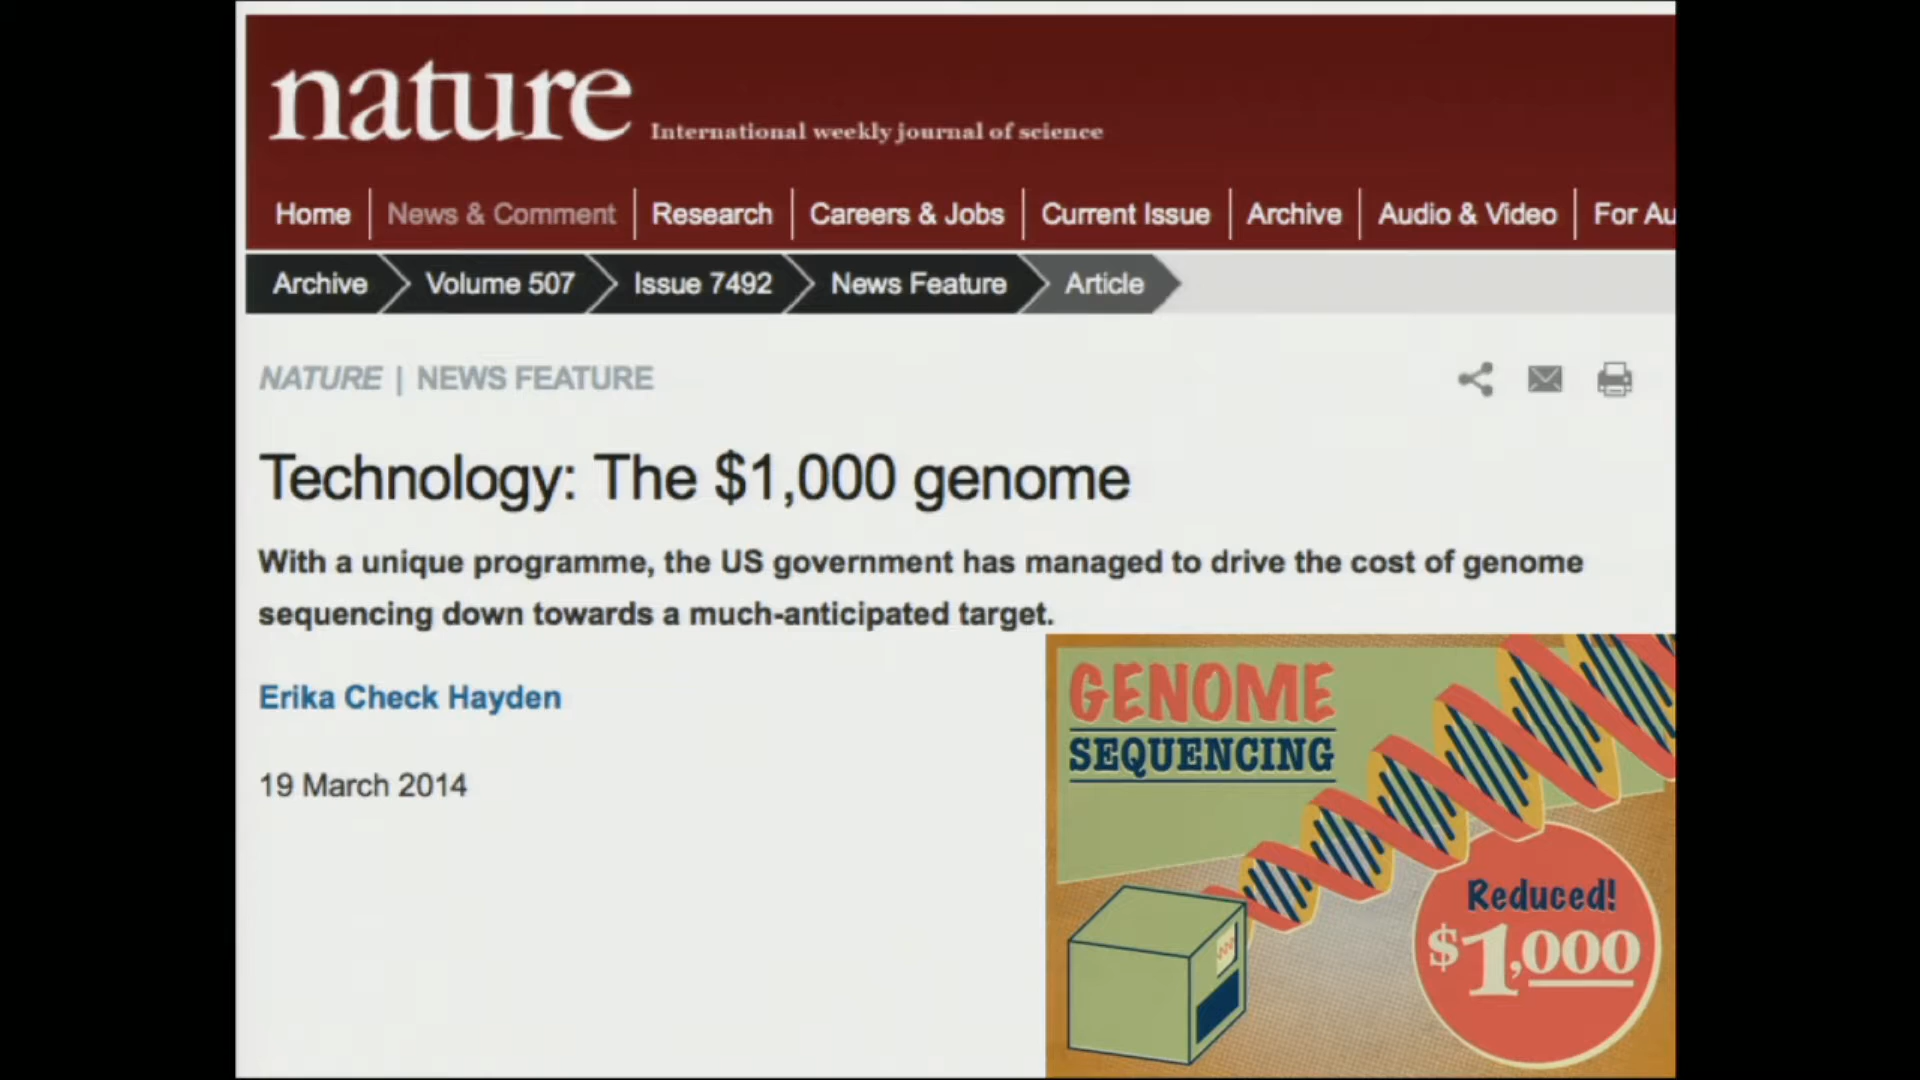 nature International weekly journal of science
Home News & Comment Research Careers & Jobs Current Issue Archive Audio & Video For Au
Archive Volume 507 Issue 7492 News Feature Article
NATURE | NEWS FEATURE
Technology: The $1,000 genome
With a unique programme, the US government has managed to drive the cost of genome
sequencing down towards a much-anticipated target.
Erika Check Hayden
19 March 2014
GENOME
SEQUENCING
Reduced!
$1,000